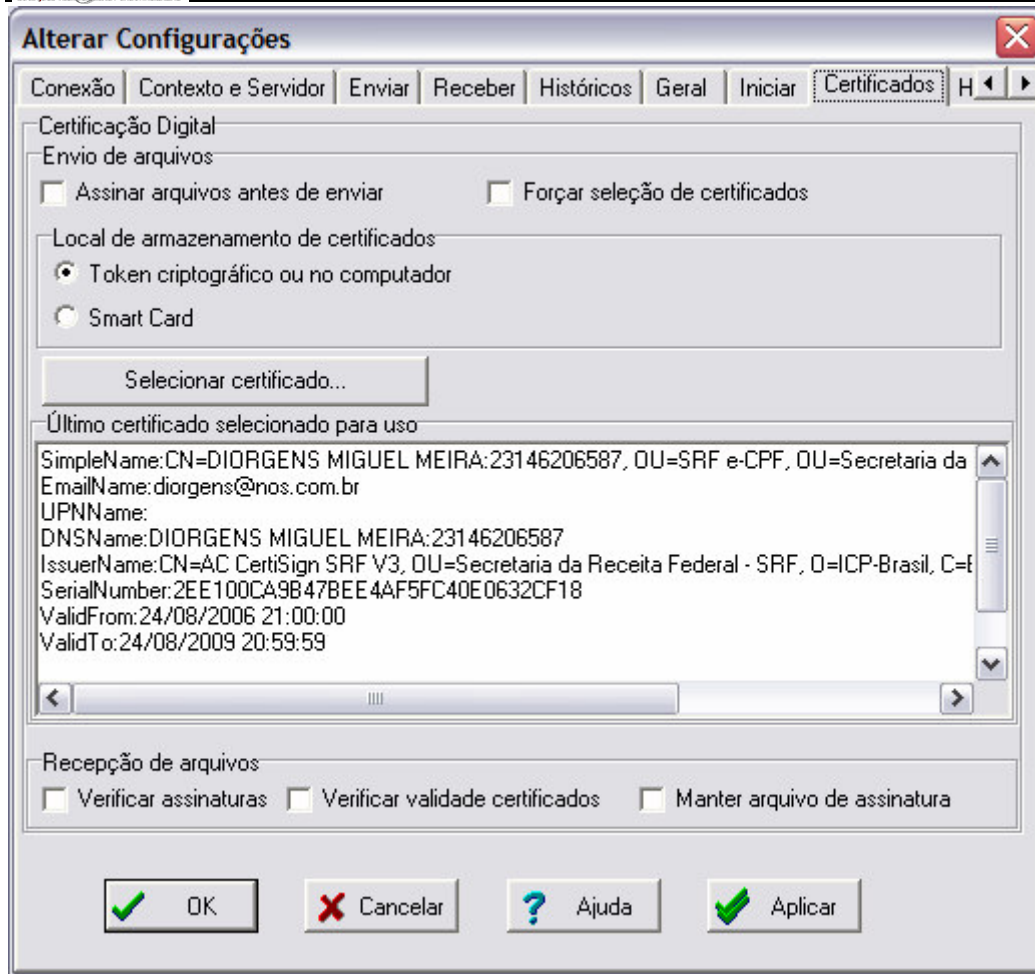 Alterar Configurações
Conexão Contexto e Servidor Enviar Receber Históricos Geral Iniciar Certificados H
Certificação Digital
Envio de arquivos
Assinar arquivos antes de enviar Forçar seleção de certificados
Local de armazenamento de certificados
Token criptográfico ou no computador
Smart Card
Selecionar certificado...
Último certificado selecionado para uso
SimpleName:CN=DIORGENS MIGUEL MEIRA:23146206587, OU=SRF e-CPF, OU=Secretaria da
EmailName:diorgens@nos.com.br
UPNName:
DNSName:DIORGENS MIGUEL MEIRA:23146206587
IssuerName:CN=AC CertiSign SRF V3, OU=Secretaria da Receita Federal - SRF, O=ICP-Brasil, C=
SerialNumber:2EE100CA9B47BEE4AF5FC40E0632CF18
ValidFrom:24/08/2006 21:00:00
ValidTo:24/08/2009 20:59:59
Recepção de arquivos
Verificar assinaturas Verificar validade certificados Manter arquivo de assinatura
OK Cancelar Ajuda Aplicar